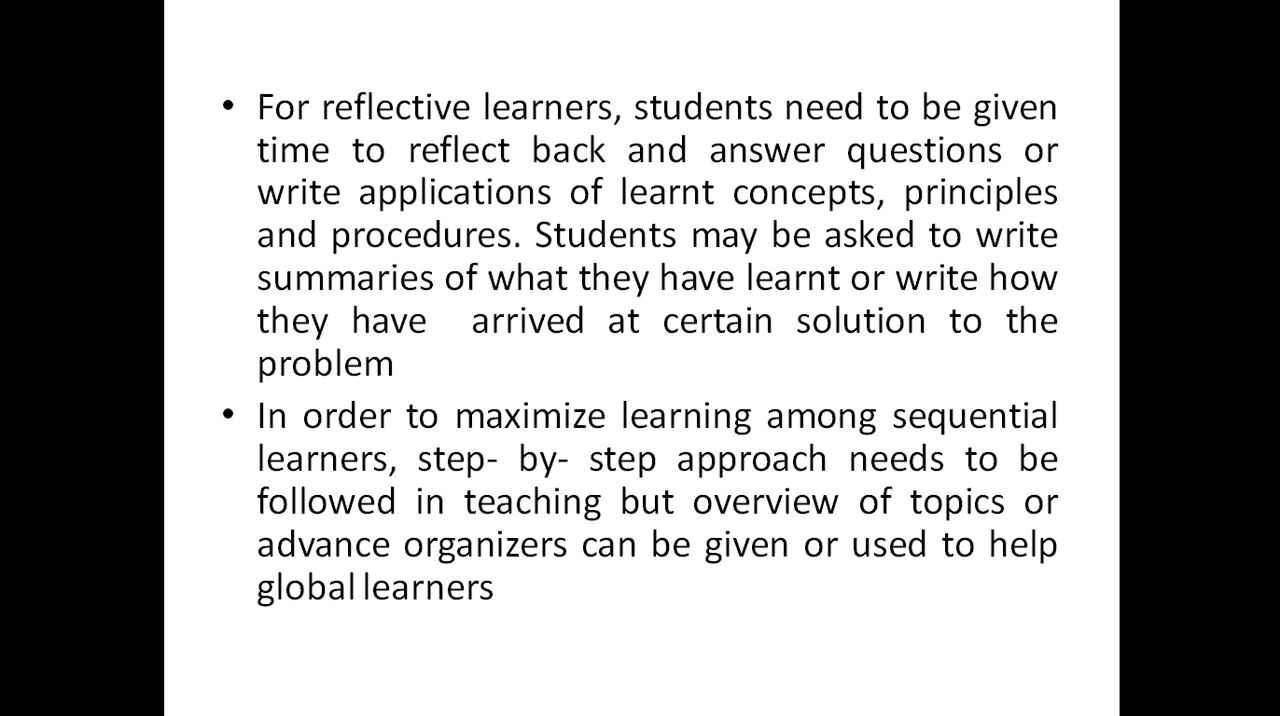 • For reflective learners, students need to be given
time to reflect back and answer questions or
write applications of learnt concepts, principles
and procedures. Students may be asked to write
summaries of what they have learnt or write how
they have  arrived at certain solution to the
problem
• In order to maximize learning among sequential
learners, step- by- step approach needs to be
followed in teaching but overview of topics or
advance organizers can be given or used to help
global learners